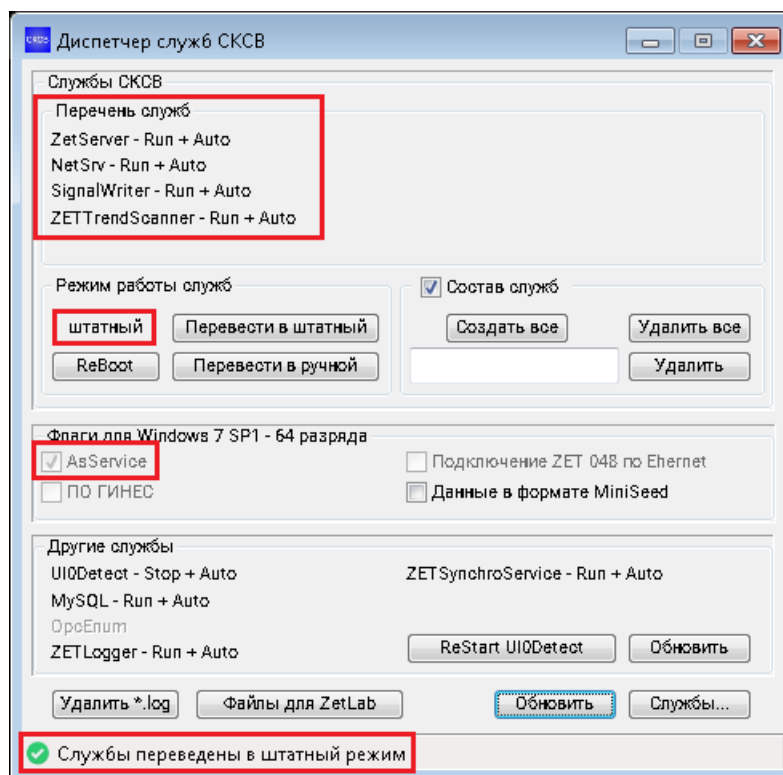 СКСВ Диспетчер служб СКСВ
Службы СКСВ
Перечень служб
ZetServer - Run + Auto
NetSrv - Run + Auto
SignalWriter - Run + Auto
ZETTrendScanner - Run + Auto
Режим работы служб
Состав служб
штатный Перевести в штатный
Создать все Удалить все
ReBoot Перевести в ручной
Удалить
Флаги для Windows 7 SP1 - 64 разряда
AsService
Подключение ZET 048 по Ehernet
ПО ГИНЕС
Данные в формате MiniSeed
Другие службы
UI0Detect - Stop + Auto
ZETSynchroService - Run + Auto
MySQL - Run + Auto
OpcEnum
ZETLogger - Run + Auto
ReStart UI0Detect Обновить
Удалить *.log Файлы для ZetLab Обновить Службы...
Службы переведены в штатный режим